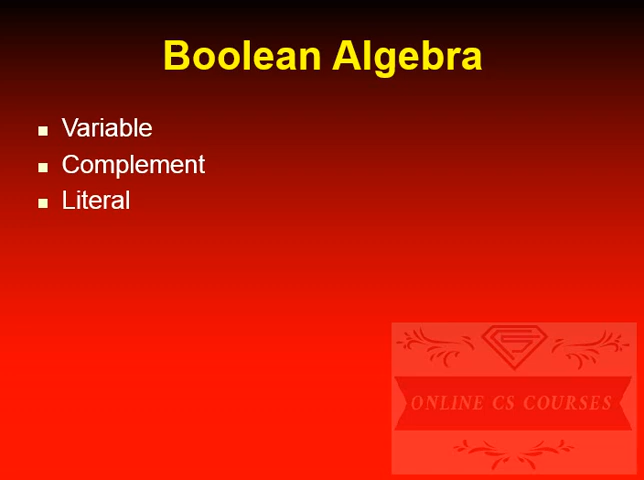 Boolean Algebra
Variable
Complement
Literal
ONLINE CS COURSES